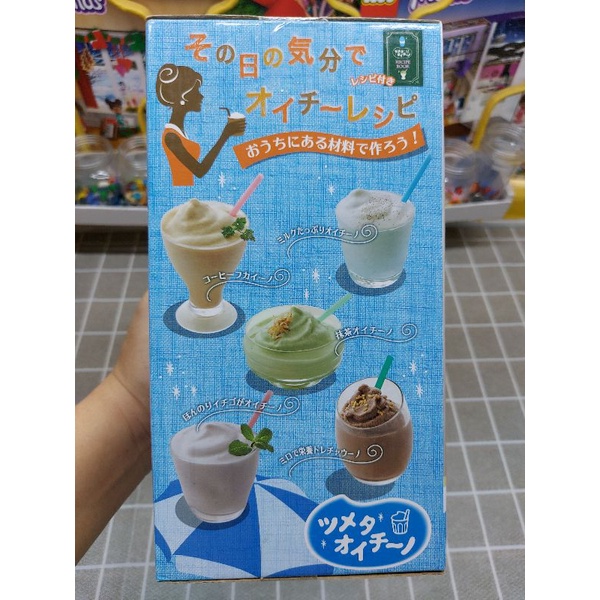 その日の気分で
レシピ付き
オイチーレシピ
おうちにある材料で作ろう!
RECIPE
BOOK
ミルクたっぷりオイチーノ
コーヒーフカイーノ
抹茶オイチーノ
ほんのりイチゴがオイチーノ
ミロで栄養トレチャウーノ
ツメタ
オイチーノ